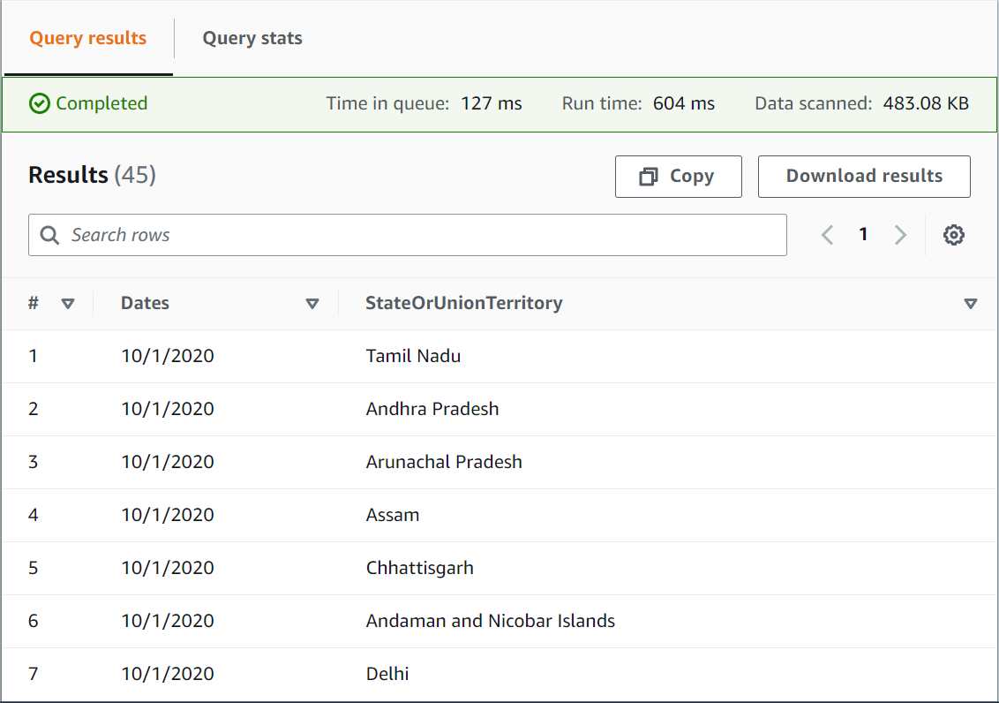 Query results Query stats
Completed Time in queue: 127 ms Run time: 604 ms Data scanned: 483.08 KB
Results (45) Copy Download results
Search rows 1
# Dates StateOrUnionTerritory
1 10/1/2020 Tamil Nadu
2 10/1/2020 Andhra Pradesh
3 10/1/2020 Arunachal Pradesh
4 10/1/2020 Assam
5 10/1/2020 Chhattisgarh
6 10/1/2020 Andaman and Nicobar Islands
7 10/1/2020 Delhi